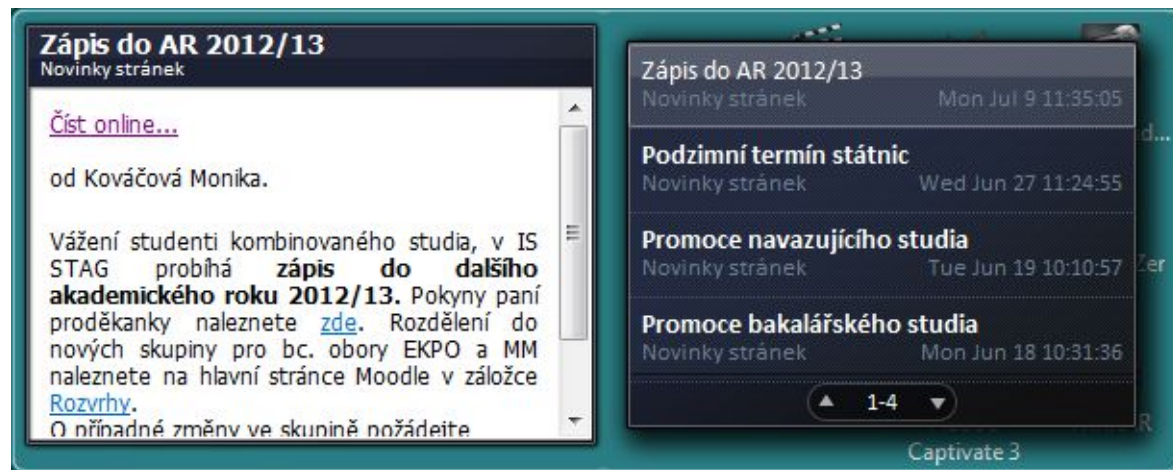 Zápis do AR 2012/13
Novinky stránek
Číst online...
od Kováčová Monika.
Vážení studenti kombinovaného studia, v IS
STAG probíhá zápis do dalšího
akademického roku 2012/13. Pokyny paní
proděkanky naleznete zde. Rozdělení do
nových skupiny pro bc. obory EKPO a MM
naleznete na hlavní stránce Moodle v záložce
Rozvrhy.
O případné změny ve skupině požádejte
Zápis do AR 2012/13
Novinky stránek Mon Jul 9 11:35:05
Podzimní termín státnic
Novinky stránek Wed Jun 27 11:24:55
Promoce navazujícího studia
Novinky stránek Tue Jun 19 10:10:57
Promoce bakalářského studia
Novinky stránek Mon Jun 18 10:31:36
1-4
Captivate 3